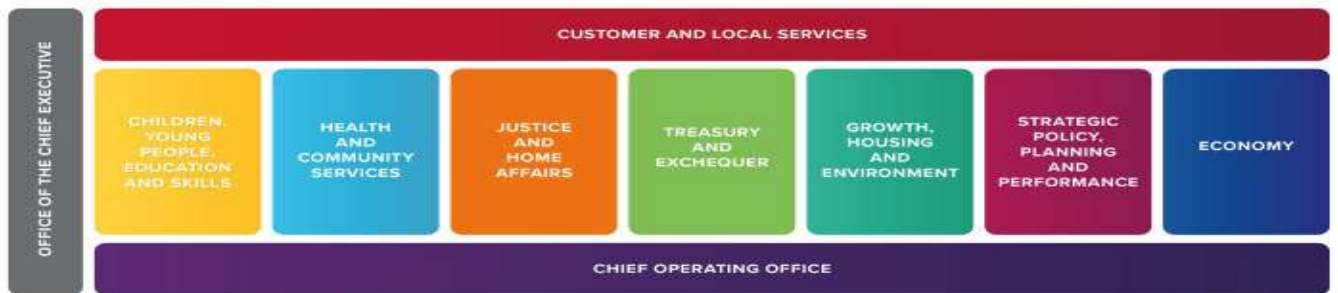 OFFICE OF THE CHIEF EXECUTIVE
CUSTOMER AND LOCAL SERVICES
CHILDREN,
YOUNG
PEOPLE,
EDUCATION
AND SKILLS
HEALTH
AND
COMMUNITY
SERVICES
JUSTICE
AND
HOME
AFFAIRS
TREASURY
AND
EXCHEQUER
GROWTH,
HOUSING
AND
ENVIRONMENT
STRATEGIC
POLICY,
PLANNING
AND
PERFORMANCE
ECONOMY
CHIEF OPERATING OFFICE